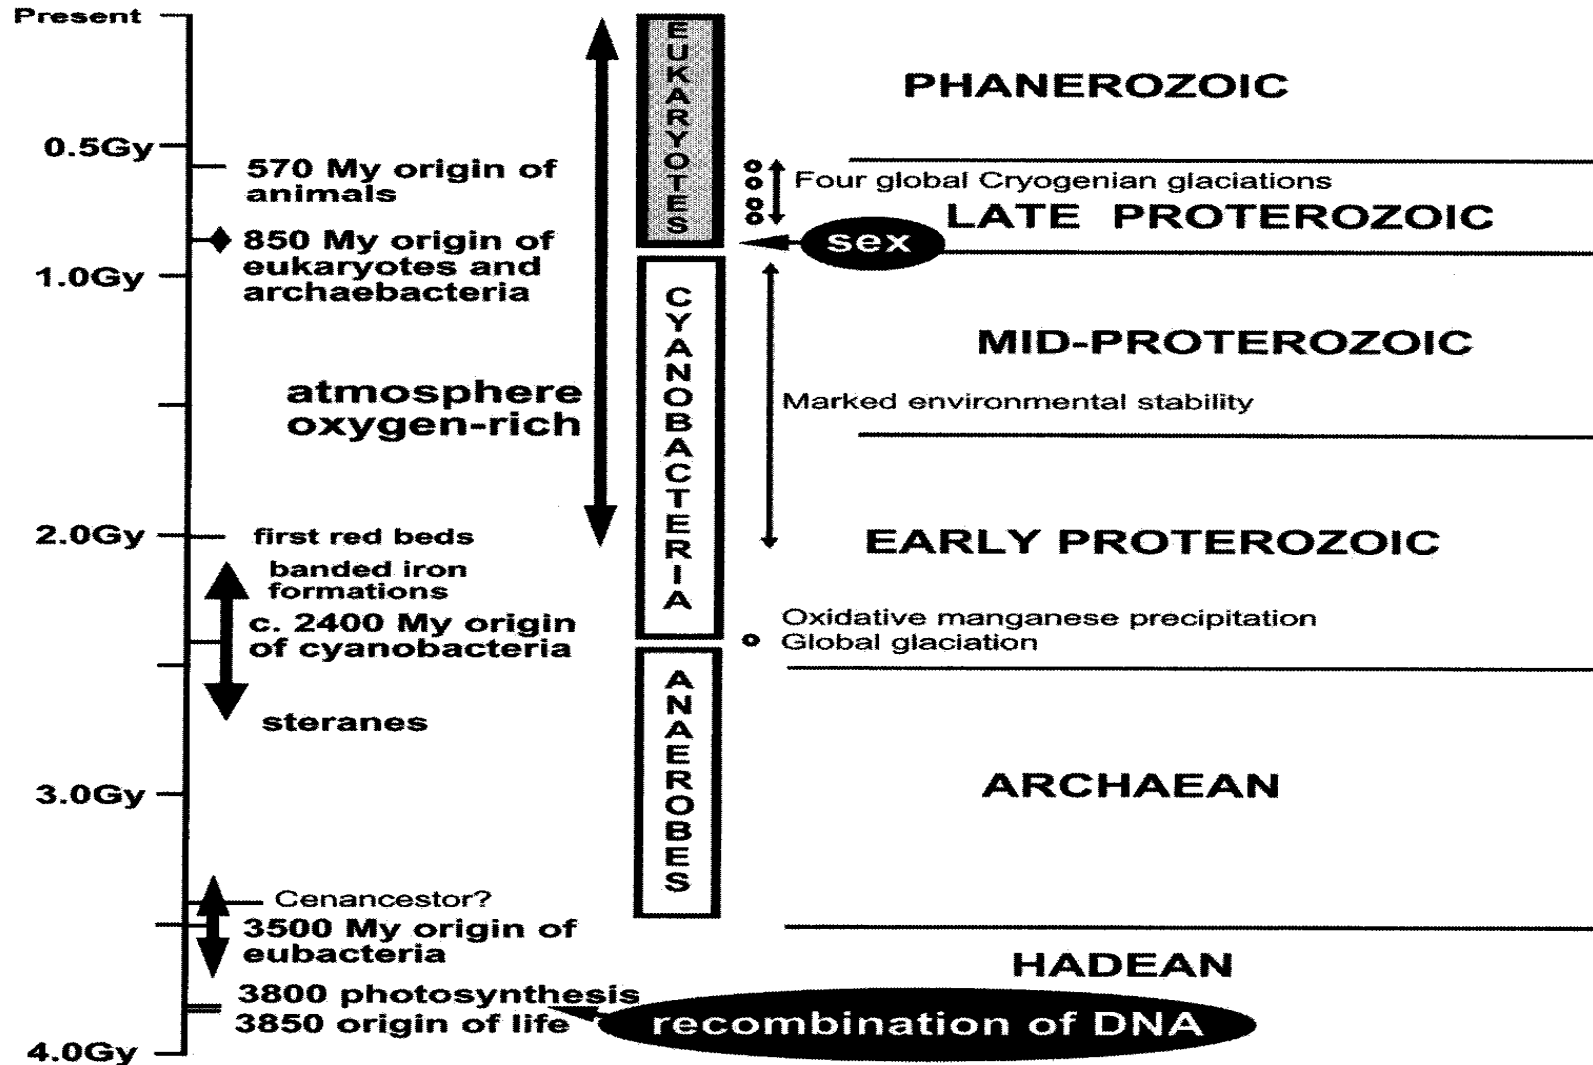 Present
0.5Gy
570 My origin of
animals
850 My origin of
eukaryotes and
archaebacteria
1.0Gy
atmosphere
oxygen-rich
2.0Gy
first red beds
banded iron
formations
c. 2400 My origin
of cyanobacteria
steranes
3.0Gy
Cenancestor?
3500 My origin of
eubacteria
3800 photosynthesis
3850 origin of life
4.0Gy
EUKARYOTES
CYANOBACTERIA
ANAEROBES
PHANEROZOIC
Four global Cryogenian glaciations
LATE PROTEROZOIC
sex
MID-PROTEROZOIC
Marked environmental stability
EARLY PROTEROZOIC
Oxidative manganese precipitation
Global glaciation
ARCHAEAN
HADEAN
recombination of DNA